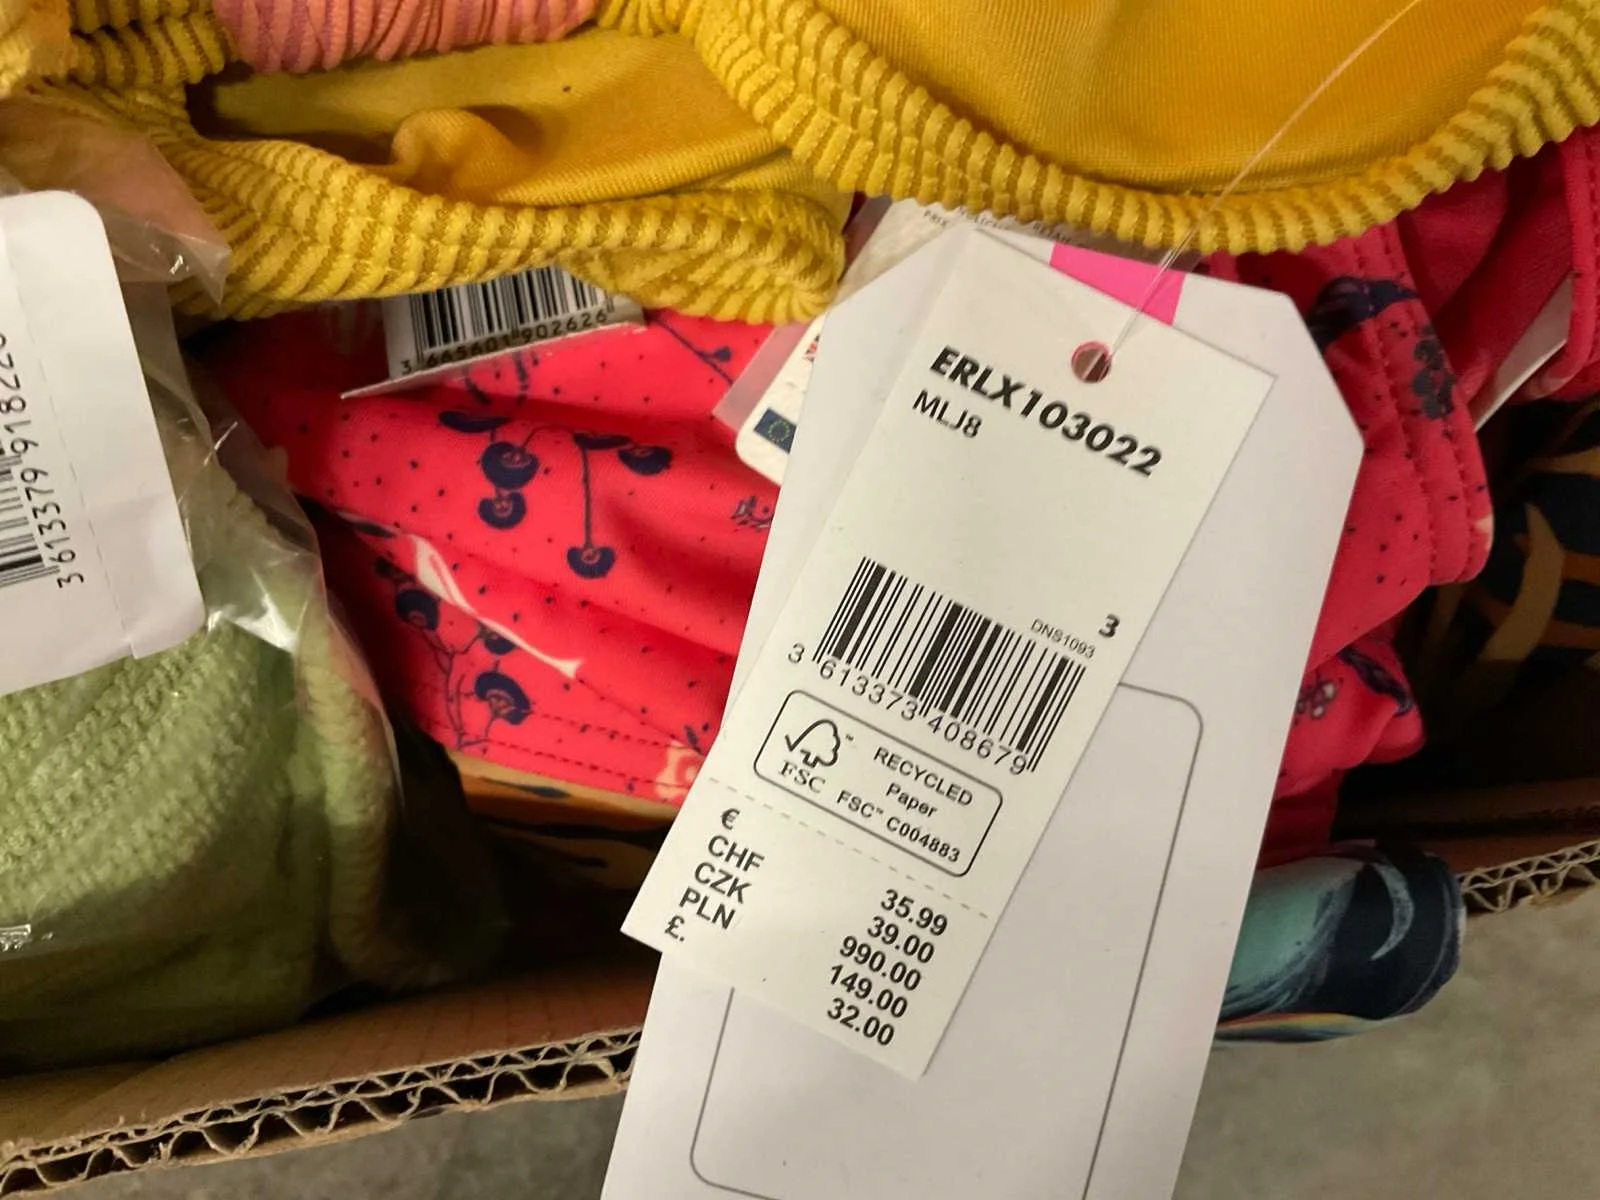 3 665601 902626
3 613379 91822
ERLX103022
MLJ8
3
DNS1093
3 613373 408679
FSC
RECYCLED
Paper
FSC™ C004883
€ 35.99
CHF 39.00
CZK 990.00
PLN 149.00
£. 32.00